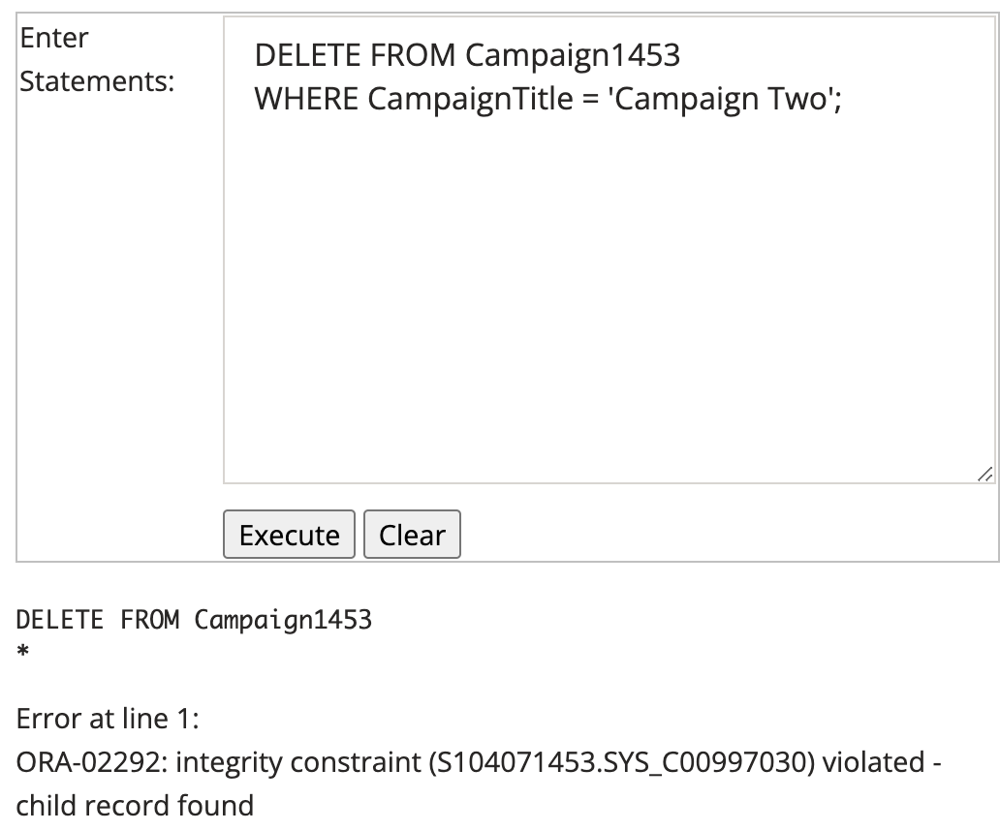 Enter
Statements:
DELETE FROM Campaign1453
WHERE CampaignTitle = 'Campaign Two';
Execute Clear
DELETE FROM Campaign1453
*
Error at line 1:
ORA-02292: integrity constraint (S104071453.SYS_C00997030) violated -
child record found